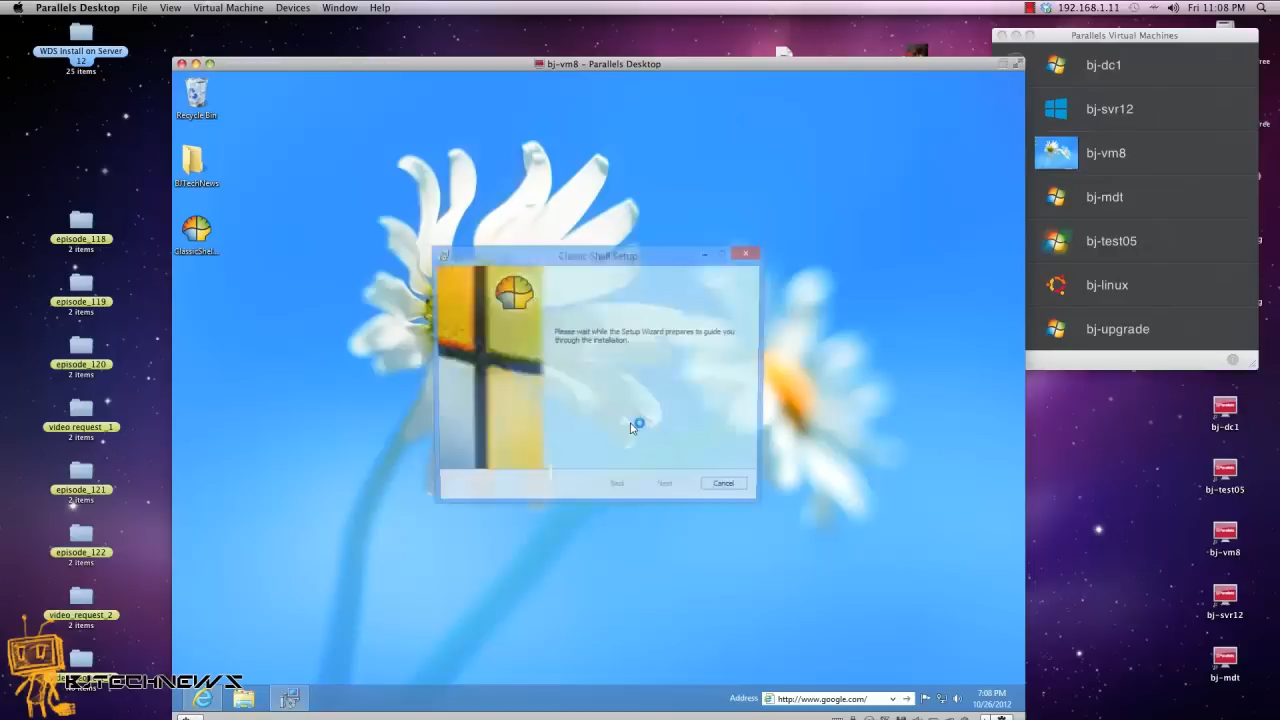 Parallels Desktop File View Virtual Machine Devices Window Help
192.168.1.11 Fri 11:08 PM
WDS Install on Server
12
25 items
episode_118
2 items
episode_119
2 items
episode_120
2 items
video request _1
2 items
episode_121
2 items
episode_122
2 items
video_request_2
2 items
BJTECHNEWS
bj-vm8 - Parallels Desktop
Recycle Bin
BJTechNews
ClassicShel...
Classic Shell Setup
Please wait while the Setup Wizard prepares to guide you
through the installation.
Back Next Cancel
Address http://www.google.com/
7:08 PM
10/26/2012
Parallels Virtual Machines
bj-dc1
bj-svr12
bj-vm8
bj-mdt
bj-test05
bj-linux
bj-upgrade
bj-dc1
bj-test05
bj-vm8
bj-svr12
bj-mdt